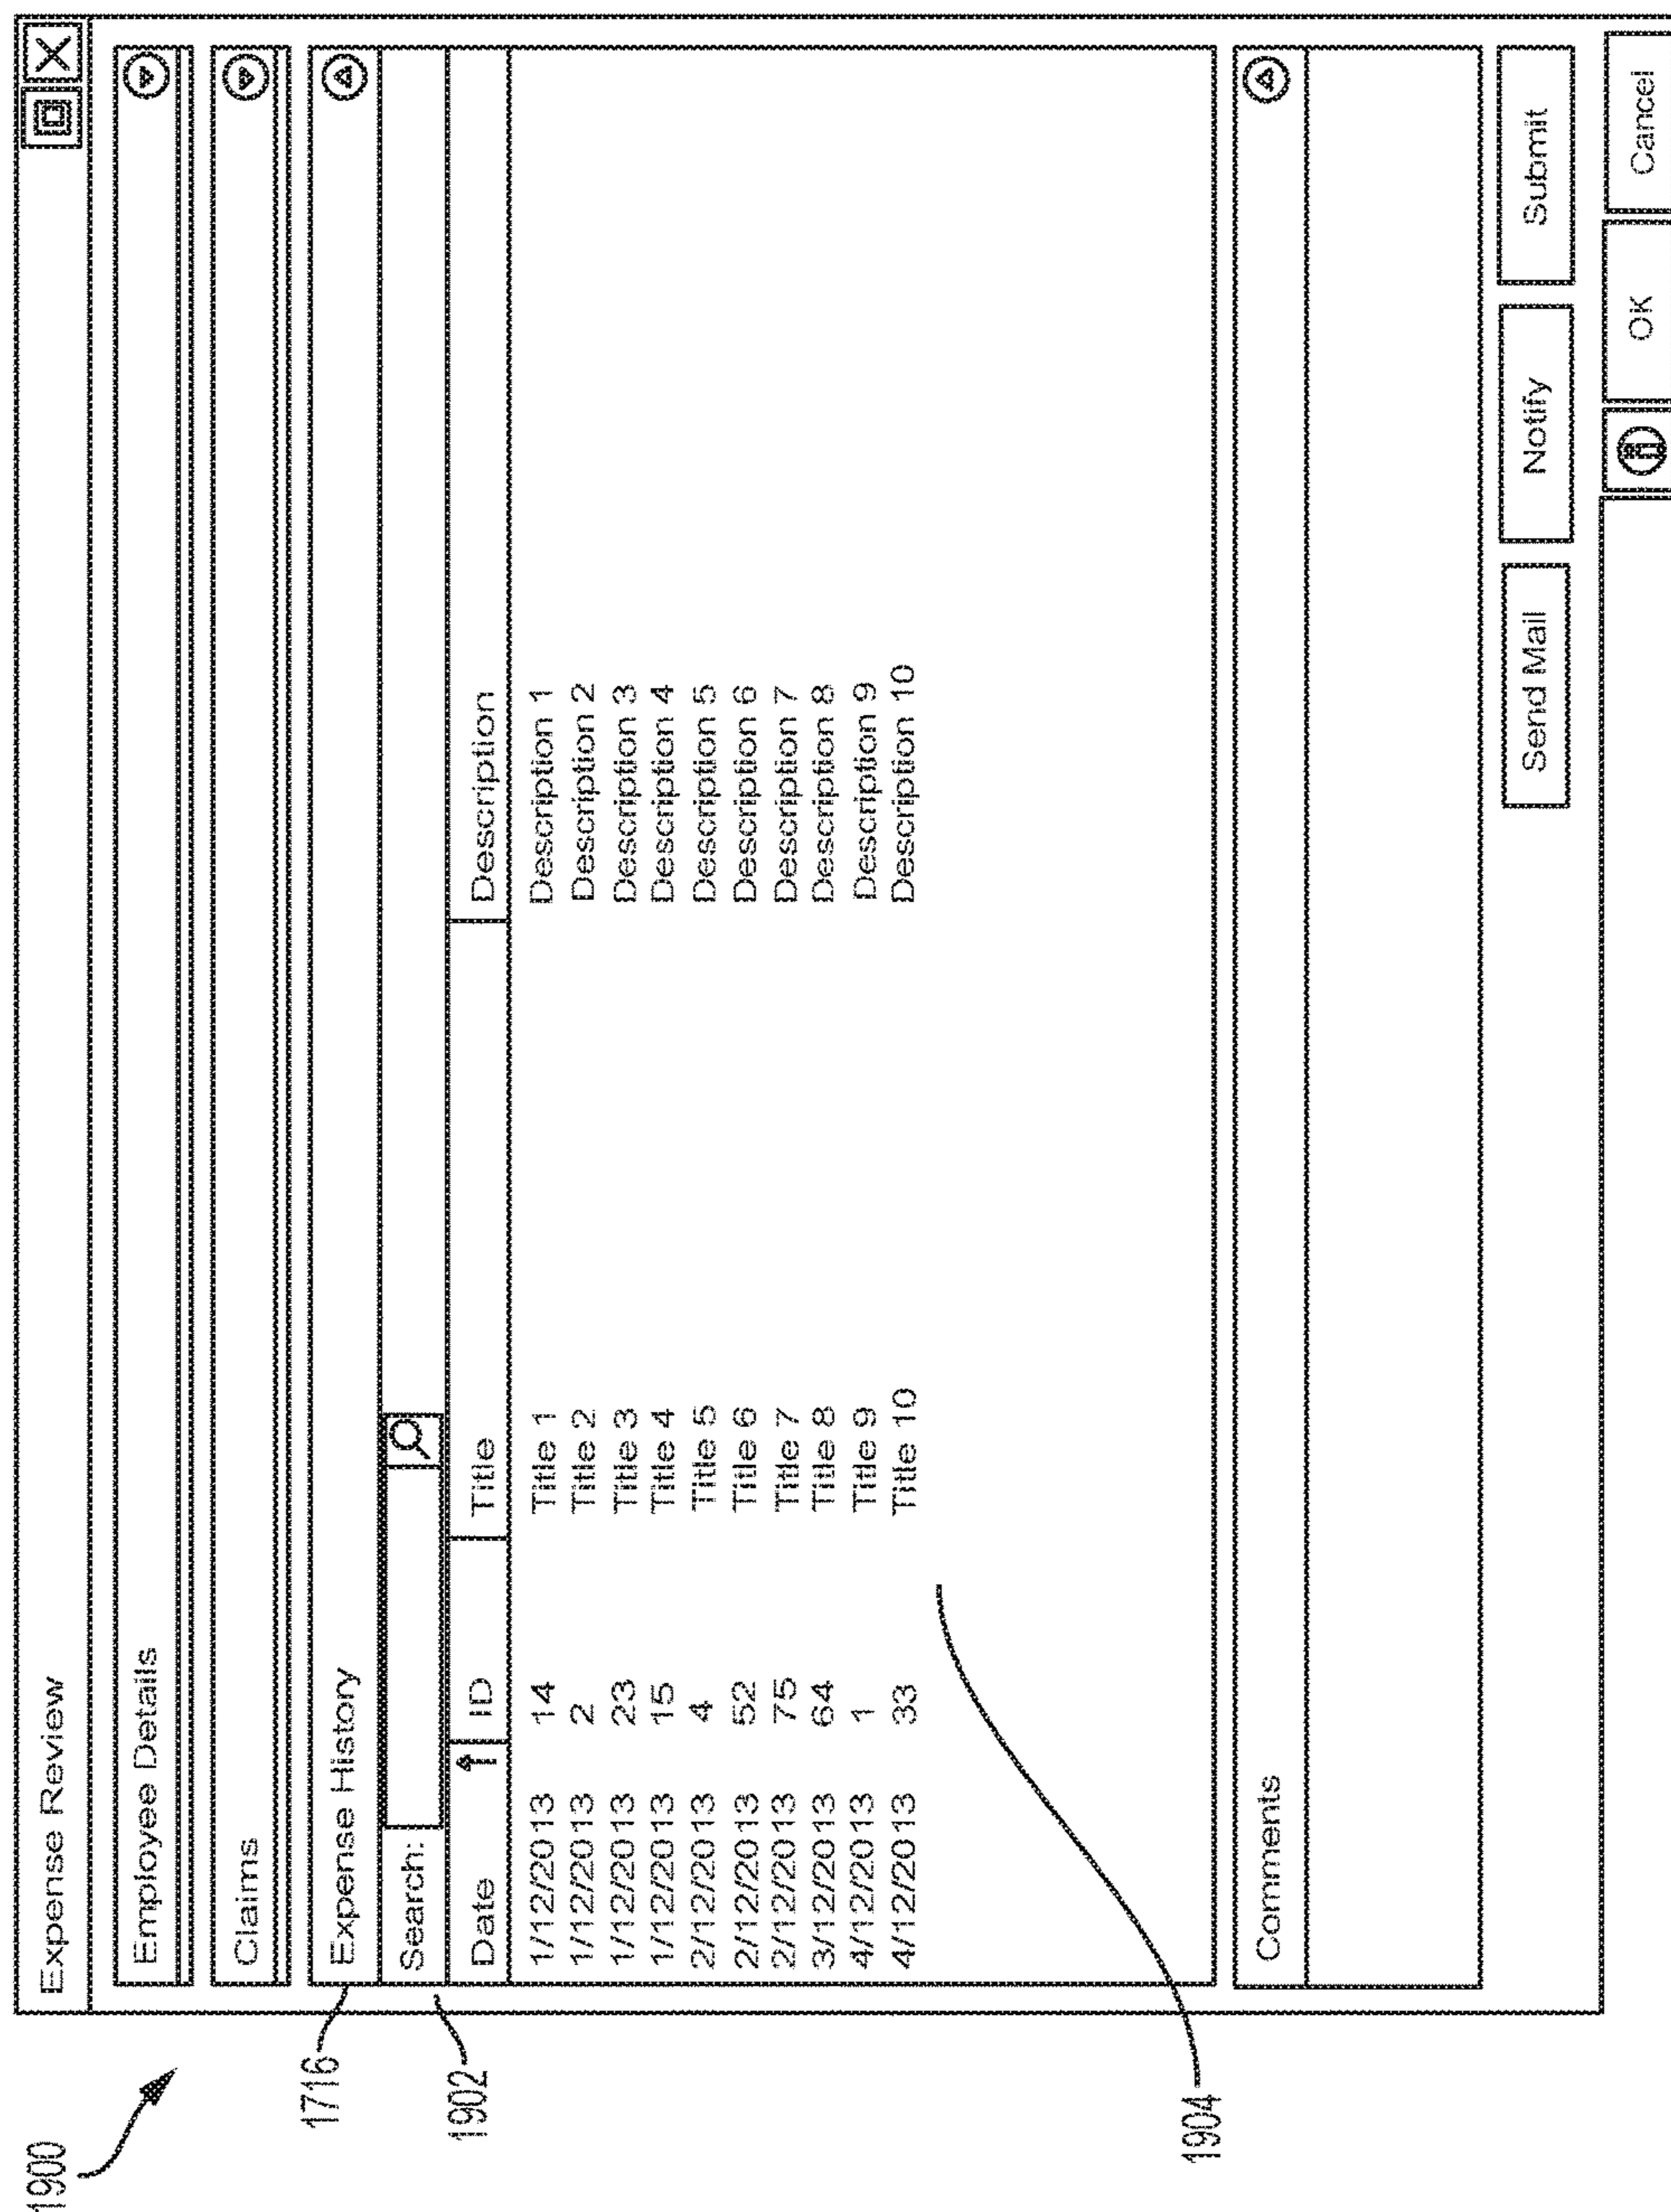 1900
Expense Review
Employee Details
Claims
1716
Expense History
1902
Search:
Date ID Title Description
1/12/2013 14 Title 1 Description 1
1/12/2013 2 Title 2 Description 2
1/12/2013 23 Title 3 Description 3
1/12/2013 15 Title 4 Description 4
2/12/2013 4 Title 5 Description 5
2/12/2013 52 Title 6 Description 6
2/12/2013 75 Title 7 Description 7
3/12/2013 64 Title 8 Description 8
4/12/2013 1 Title 9 Description 9
4/12/2013 33 Title 10 Description 10
1904
Comments
Send Mail Notify Submit
OK Cancel